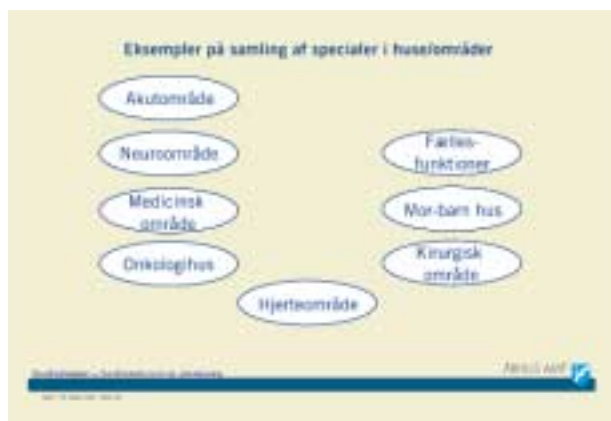 Eksempler på samling af specialer i huse/områder
Akutområde
Neuroområde
Medicinsk
område
Onkologihus
Hjerteområde
Fælles-
funktioner
Mor-barn hus
Kirurgisk
område